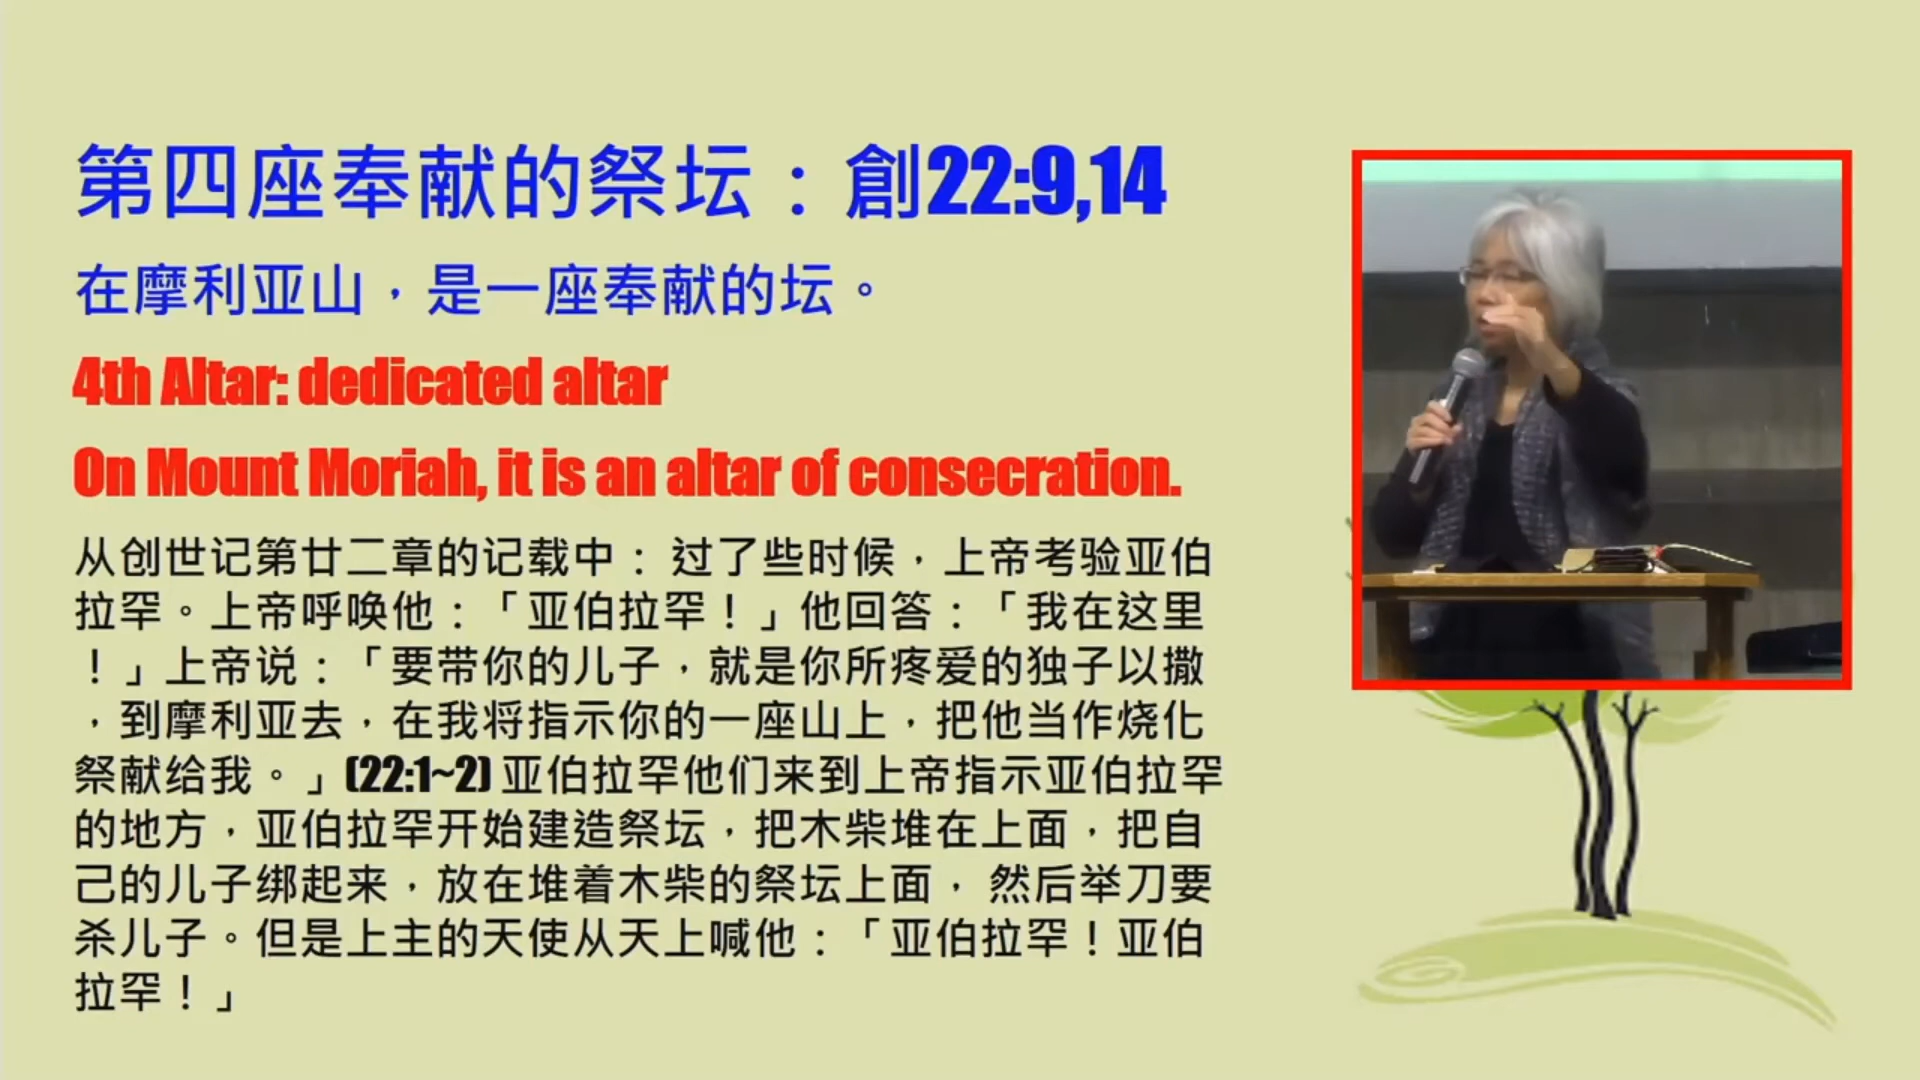 第四座奉献的祭坛：創22:9,14
在摩利亚山，是一座奉献的坛。
4th Altar: dedicated altar
On Mount Moriah, it is an altar of consecration.
从创世记第廿二章的记载中： 过了些时候，上帝考验亚伯
拉罕。上帝呼唤他：「亚伯拉罕！」他回答：「我在这里
！」上帝说：「要带你的儿子，就是你所疼爱的独子以撒
，到摩利亚去，在我将指示你的一座山上，把他当作烧化
祭献给我。」(22:1~2) 亚伯拉罕他们来到上帝指示亚伯拉罕
的地方，亚伯拉罕开始建造祭坛，把木柴堆在上面，把自
己的儿子绑起来，放在堆着木柴的祭坛上面， 然后举刀要
杀儿子。但是上主的天使从天上喊他：「亚伯拉罕！亚伯
拉罕！」